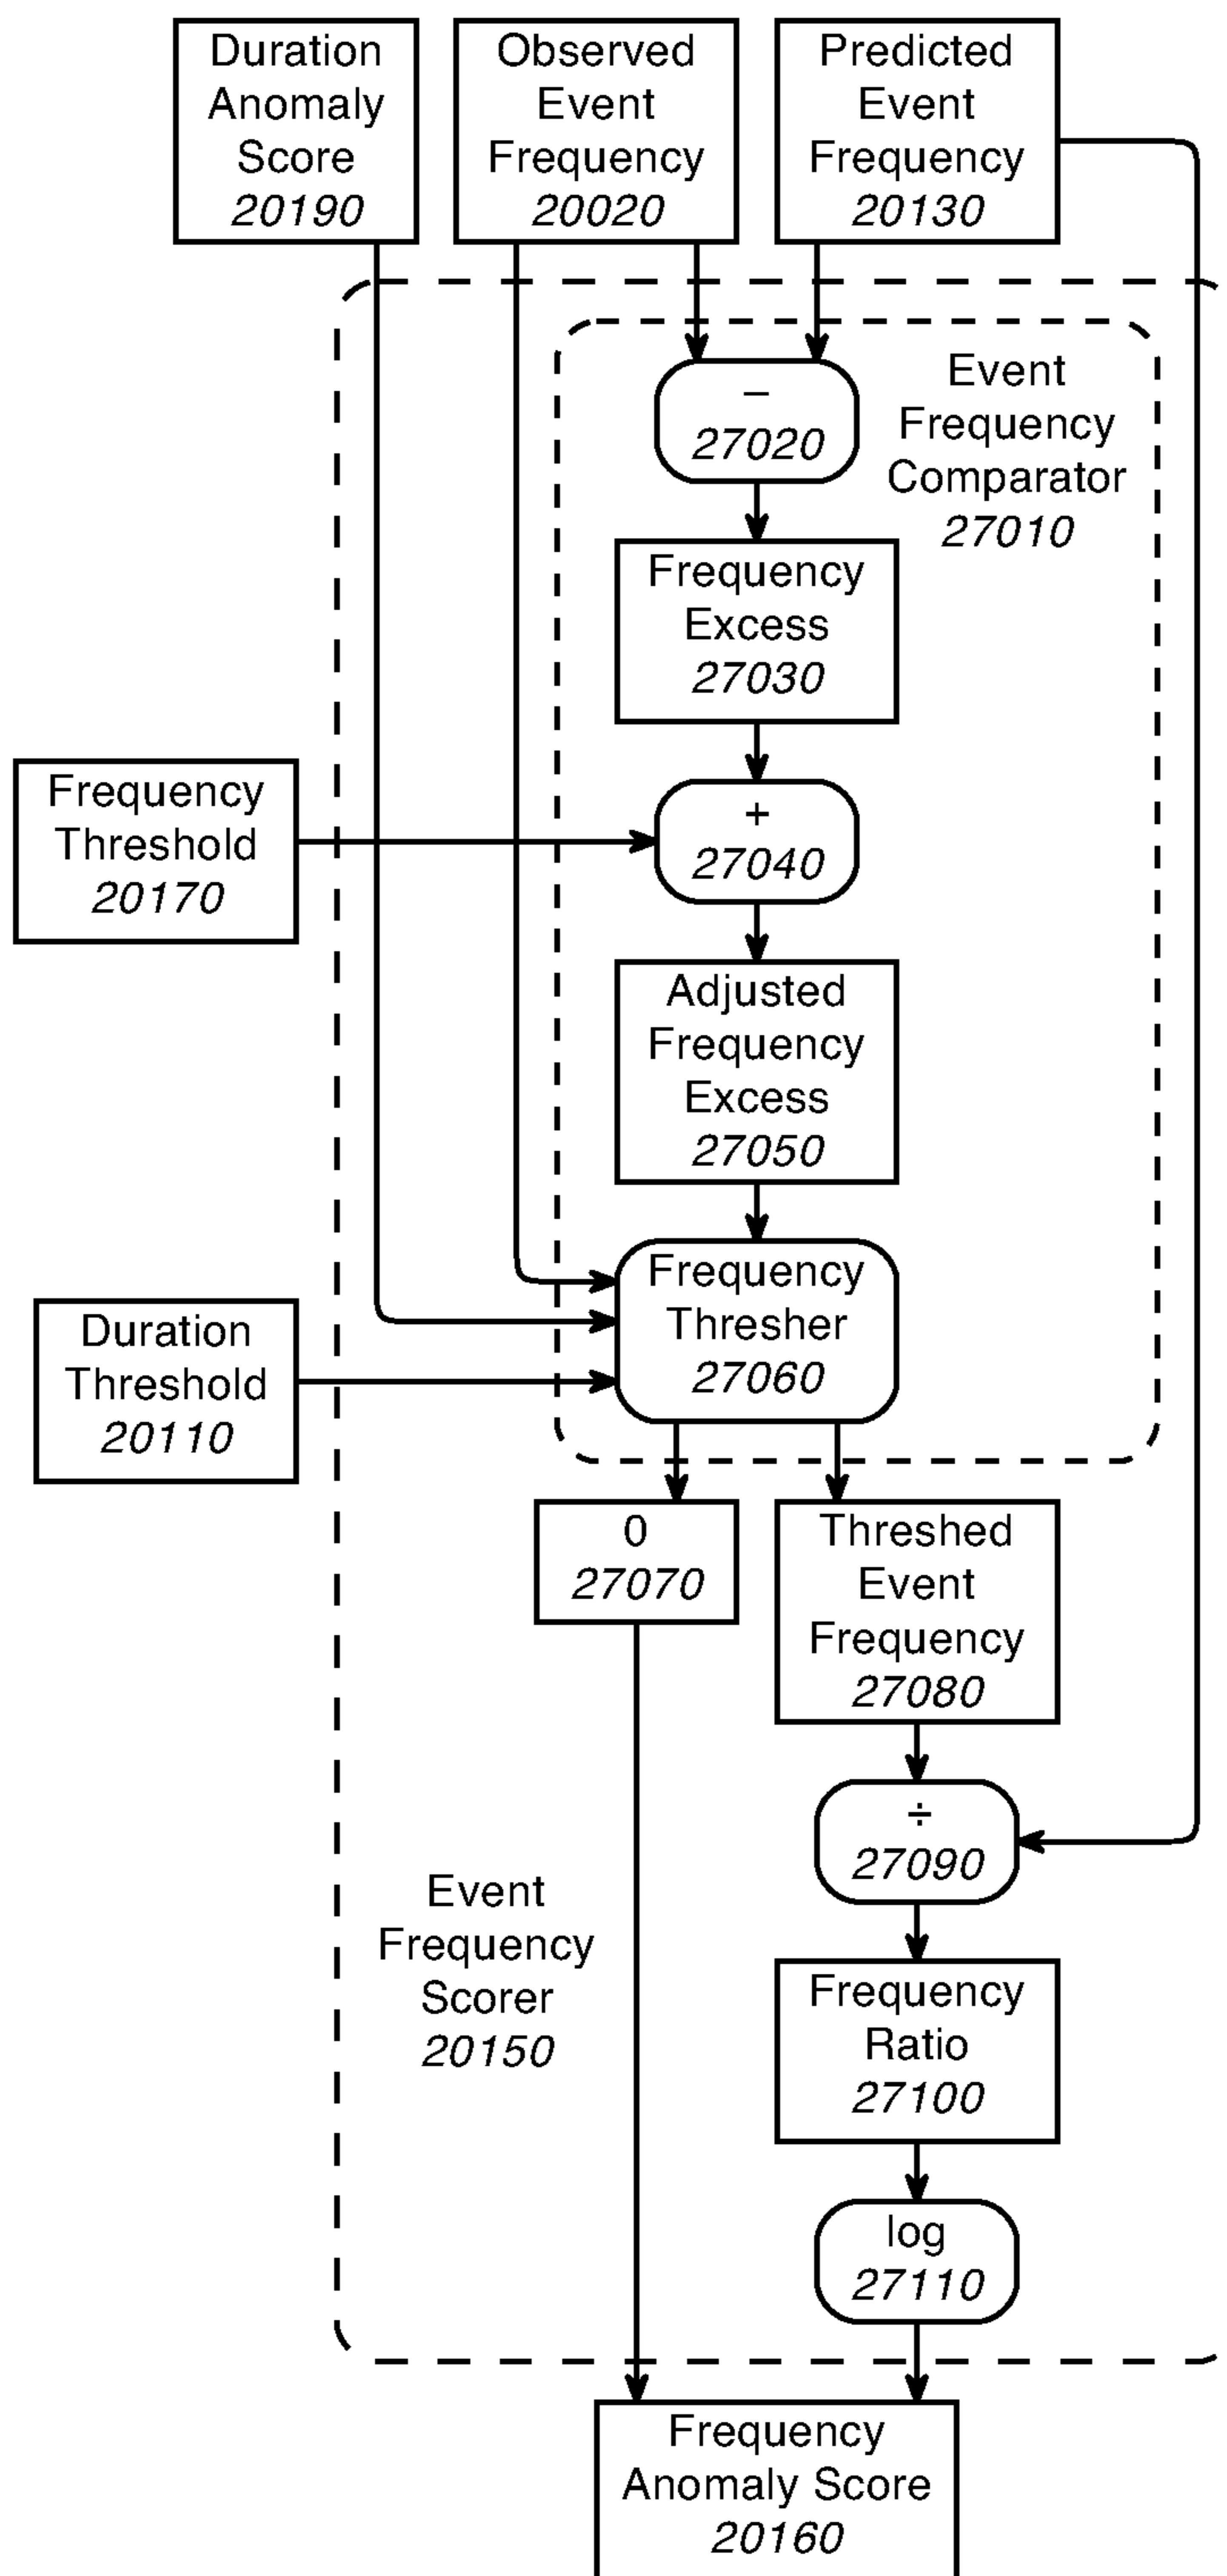 Duration
Anomaly
Score
20190
Observed
Event
Frequency
20020
Predicted
Event
Frequency
20130
–
27020
Event
Frequency
Comparator
27010
Frequency
Excess
27030
Frequency
Threshold
20170
+
27040
Adjusted
Frequency
Excess
27050
Frequency
Thresher
27060
Duration
Threshold
20110
0
27070
Threshed
Event
Frequency
27080
÷
27090
Event
Frequency
Scorer
20150
Frequency
Ratio
27100
log
27110
Frequency
Anomaly Score
20160